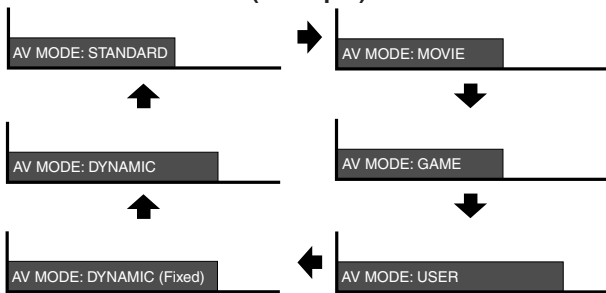 AV MODE: STANDARD
AV MODE: MOVIE
AV MODE: DYNAMIC
AV MODE: GAME
AV MODE: DYNAMIC (Fixed)
AV MODE: USER